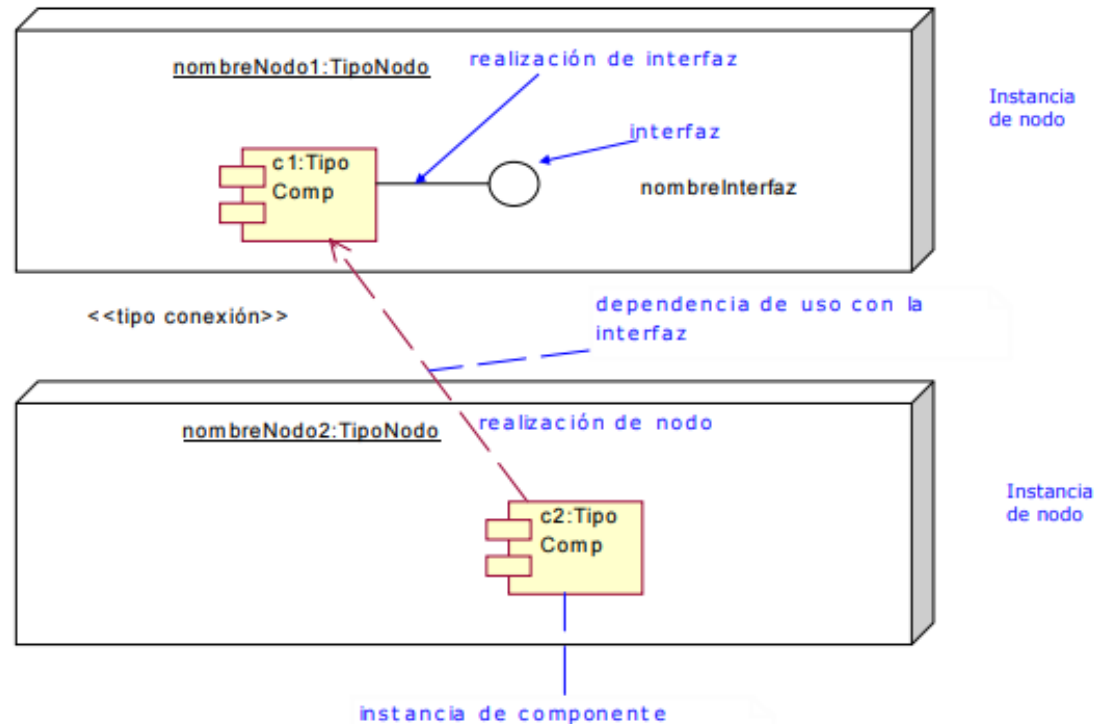 nombreNodo1:TipoNodo
realización de interfaz
Instancia
de nodo
interfaz
c1:Tipo
Comp
nombreInterfaz
<<tipo conexión>>
dependencia de uso con la
interfaz
nombreNodo2:TipoNodo
realización de nodo
Instancia
de nodo
c2:Tipo
Comp
instancia de componente